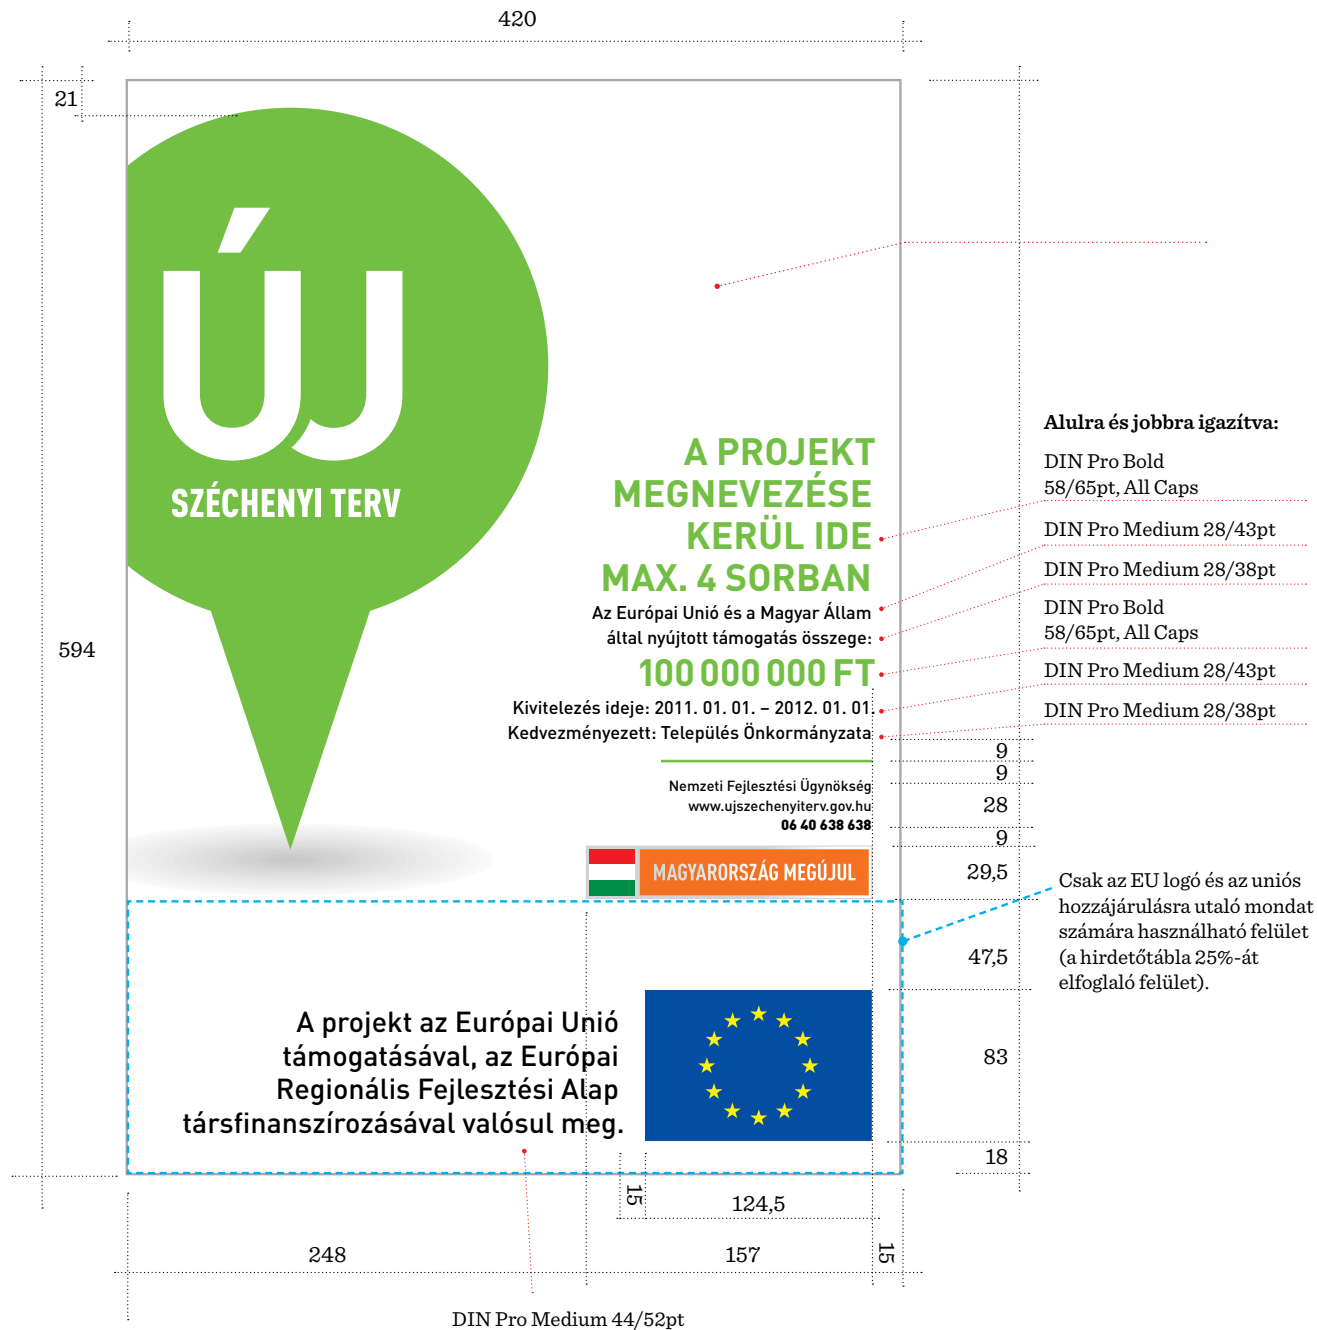 420
21
594
ÚJ
SZÉCHENYI TERV
A PROJEKT
MEGNEVEZÉSE
KERÜL IDE
MAX. 4 SORBAN
Az Európai Unió és a Magyar Állam
által nyújtott támogatás összege:
100 000 000 FT
Kivitelezés ideje: 2011. 01. 01. – 2012. 01. 01.
Kedvezményezett: Település Önkormányzata
Nemzeti Fejlesztési Ügynökség
www.ujszechenyiterv.gov.hu
06 40 638 638
MAGYARORSZÁG MEGÚJUL
A projekt az Európai Unió
támogatásával, az Európai
Regionális Fejlesztési Alap
társfinanszírozásával valósul meg.
Alulra és jobbra igazítva:
DIN Pro Bold
58/65pt, All Caps
DIN Pro Medium 28/43pt
DIN Pro Medium 28/38pt
DIN Pro Bold
58/65pt, All Caps
DIN Pro Medium 28/43pt
DIN Pro Medium 28/38pt
9
9
28
9
29,5
47,5
83
18
Csak az EU logó és az uniós
hozzájárulásra utaló mondat
számára használható felület
(a hirdetőtábla 25%-át
elfoglaló felület).
15
124,5
248
157
15
DIN Pro Medium 44/52pt